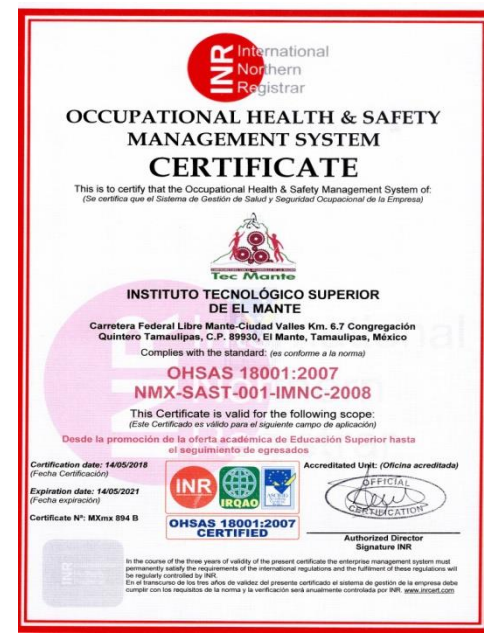 INR International
Northern
Registrar
OCCUPATIONAL HEALTH & SAFETY
MANAGEMENT SYSTEM
CERTIFICATE
This is to certify that the Occupational Health & Safety Management System of:
(Se certifica que el Sistema de Gestión de Salud y Seguridad Ocupacional de la Empresa)
Tec Mante
INSTITUTO TECNOLÓGICO SUPERIOR
DE EL MANTE
Carretera Federal Libre Mante-Ciudad Valles Km. 6.7 Congregación
Quintero Tamaulipas, C.P. 89930, El Mante, Tamaulipas, México
Complies with the standard: (es conforme a la norma)
OHSAS 18001:2007
NMX-SAST-001-IMNC-2008
This Certificate is valid for the following scope:
(Este Certificado es válido para el siguiente campo de aplicación)
Desde la promoción de la oferta académica de Educación Superior hasta
el seguimiento de egresados
Certification date: 14/05/2018
(Fecha Certificación)
Expiration date: 14/05/2021
(Fecha expiración)
Certificate Nº: MXmx 894 B
INR
IRQAO
OHSAS 18001:2007
CERTIFIED
Accreditated Unit: (Oficina acreditada)
OFFICIAL
CERTIFICATION
Authorized Director
Signature INR
In the course of the three years of validity of the present certificate the enterprise management system must
permanently satisfy the requirements of the international regulations and the fulfilment of these regulations will
be regularly controlled by INR.
En el transcurso de los tres años de validez del presente certificado el sistema de gestión de la empresa debe
cumplir con los requisitos de la norma y la verificación será anualmente controlada por INR. www.inrcert.com